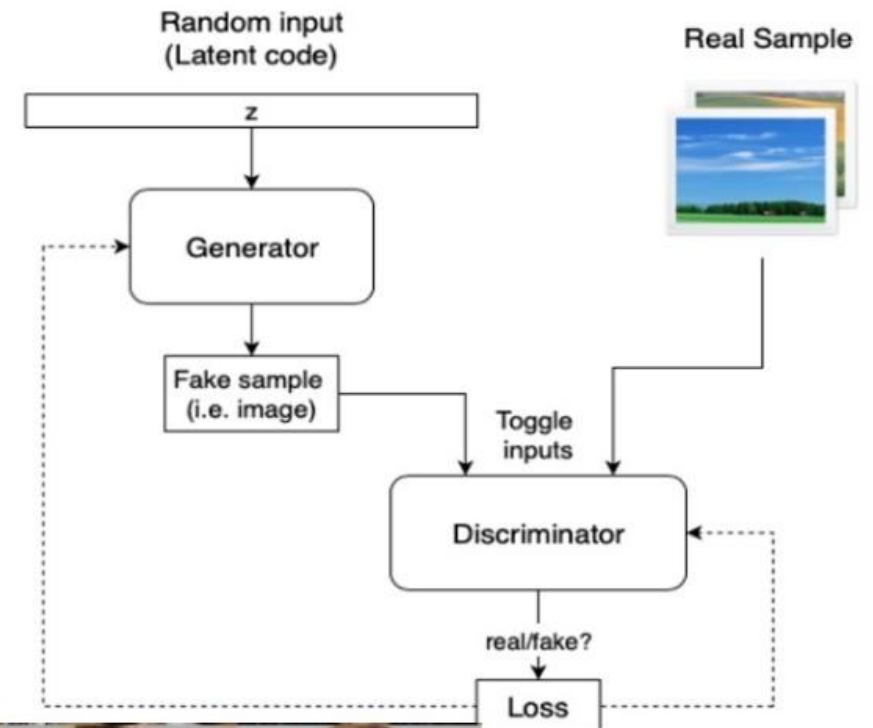 Random input
(Latent code)
Real Sample
z
Generator
Fake sample
(i.e. image)
Toggle
inputs
Discriminator
real/fake?
Loss